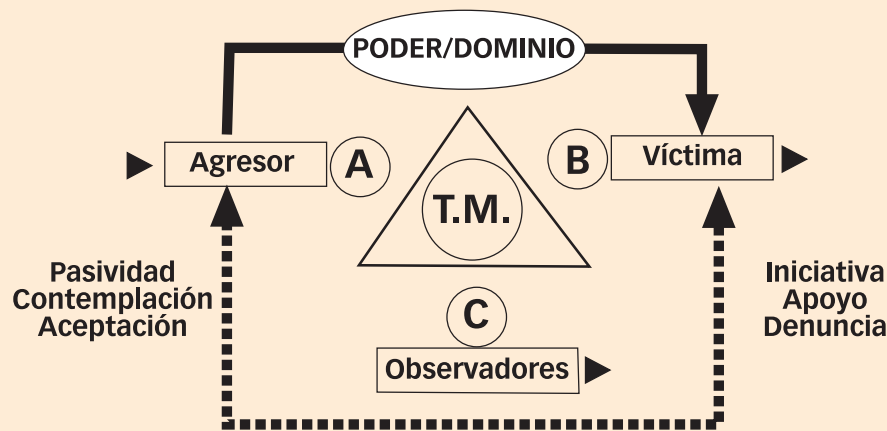 PODER/DOMINIO
Agresor
A
B
Víctima
T.M.
Pasividad
Contemplación
Aceptación
Iniciativa
Apoyo
Denuncia
C
Observadores